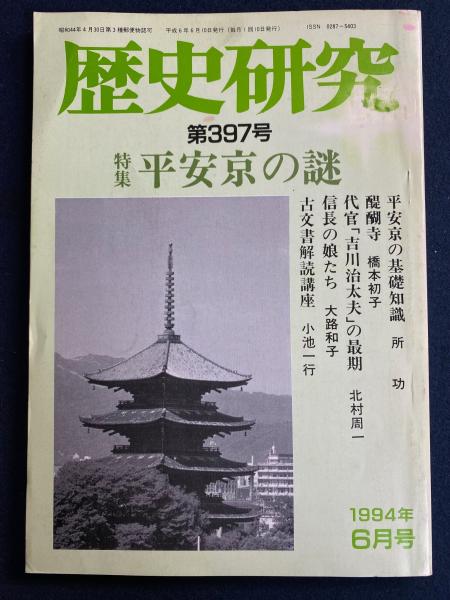 昭和44年4月30日第3種郵便物認可　平成6年6月10日発行(毎月1回10日発行)　ISSN 0287-5403
歴史研究
第397号
特集 平安京の謎
平安京の基礎知識　所　功
醍醐寺　橋本初子
代官「吉川治太夫」の最期　北村周一
信長の娘たち　大路和子
古文書解読講座　小池一行
1994年
6月号